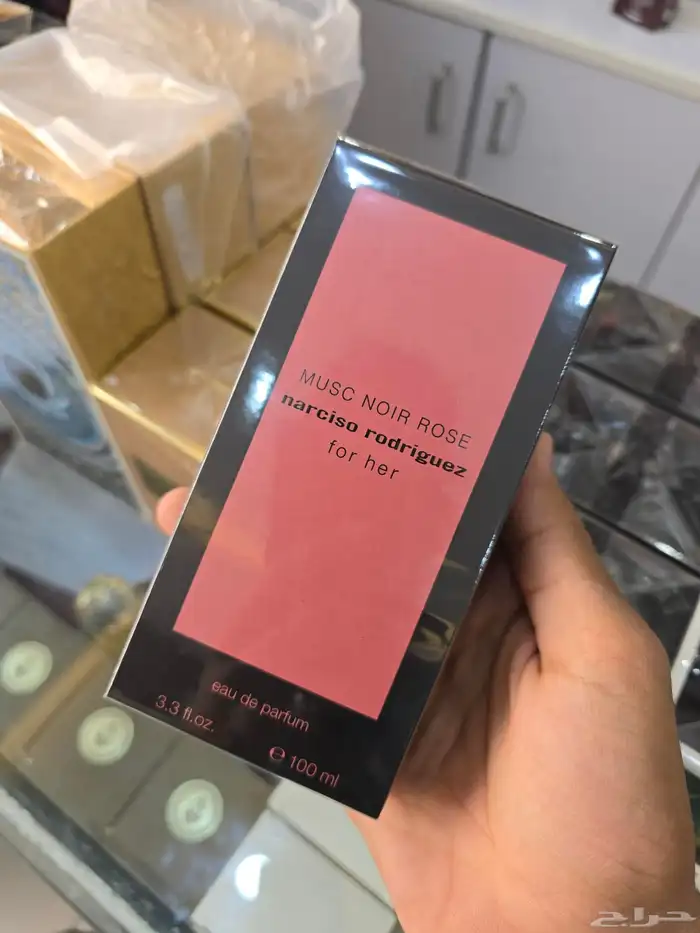 MUSC NOIR ROSE
narciso rodriguez
for her
eau de parfum
3.3 fl.oz.
℮ 100 ml
حراج